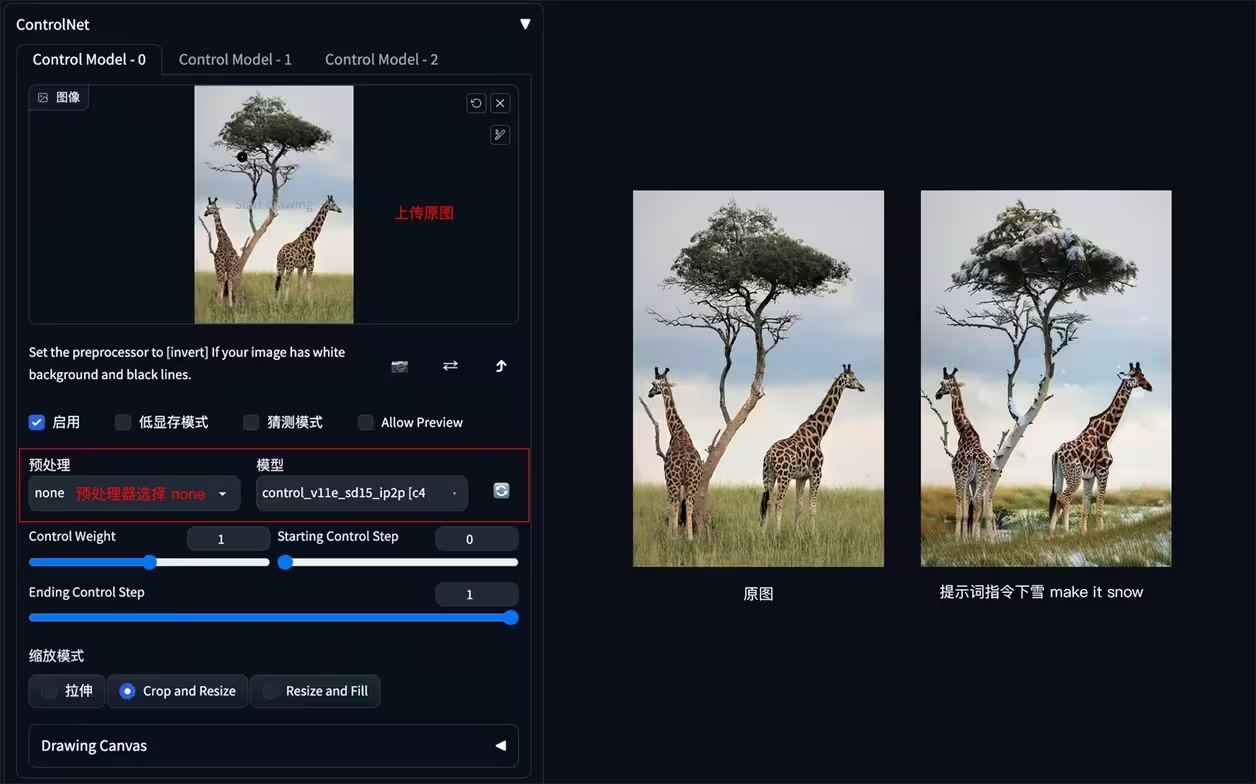 ControlNet
Control Model - 0
Control Model - 1
Control Model - 2
图像
上传原图
Set the preprocessor to [invert] If your image has white
background and black lines.
启用
低显存模式
猜测模式
Allow Preview
预处理
模型
none
预处理器选择 none
control_v11e_sd15_ip2p [c4
Control Weight
1
Starting Control Step
0
Ending Control Step
1
缩放模式
拉伸
Crop and Resize
Resize and Fill
Drawing Canvas
原图
提示词指令下雪 make it snow